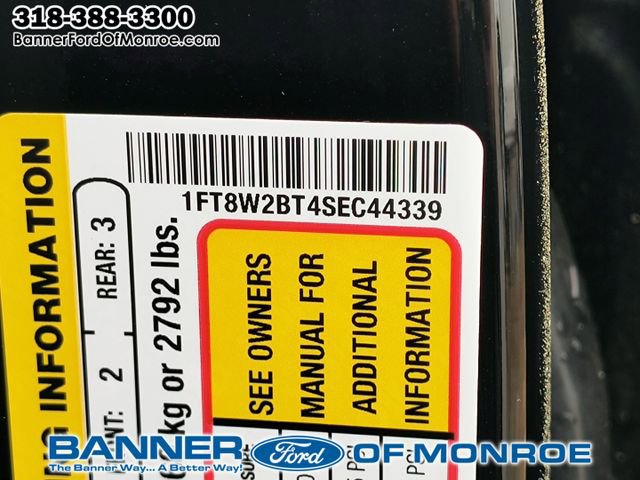 318-388-3300
BannerFordOfMonroe.com
1FT8W2BT4SEC44339
INFORMATION
REAR: 3
2
kg or 2792 lbs.
SEE OWNERS
MANUAL FOR
ADDITIONAL
INFORMATION
BANNER Ford OF MONROE
The Banner Way... A Better Way!